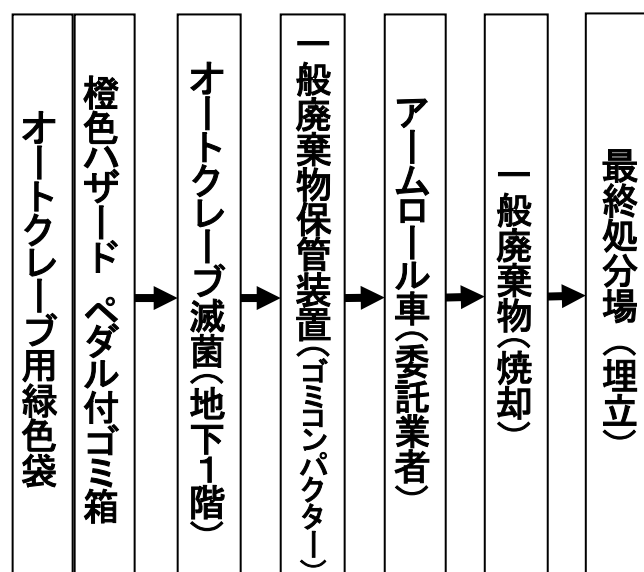 オートクレーブ用緑色袋
橙色ハザード ペダル付ゴミ箱
オートクレーブ滅菌(地下1階)
一般廃棄物保管装置(ゴミコンパクター)
アームロール車(委託業者)
一般廃棄物(焼却)
最終処分場(埋立)